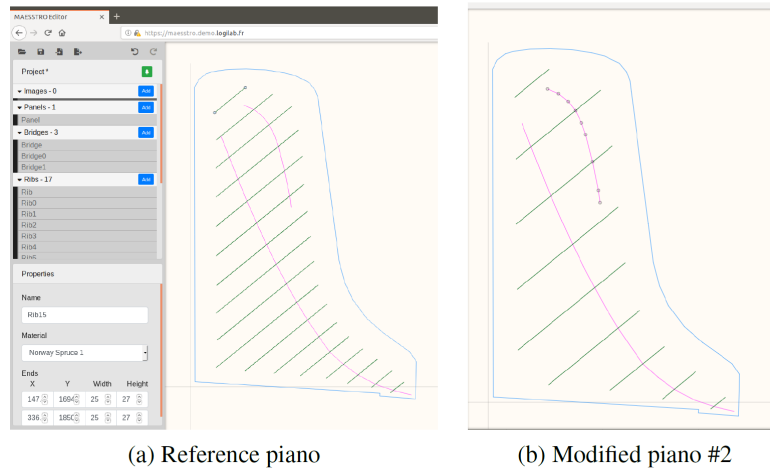 MAESSTRO Editor
https://maesstro.demo.logilab.fr
Project*
Images - 0
Add
Panels - 1
Add
Panel
Bridges - 3
Add
Bridge
Bridge0
Bridge1
Ribs - 17
Add
Rib
Rib0
Rib1
Rib2
Rib3
Rib4
Rib5
Properties
Name
Rib15
Material
Norway Spruce 1
Ends
X Y Width Height
147. 25 27
336. 25 27
(a) Reference piano
(b) Modified piano #2